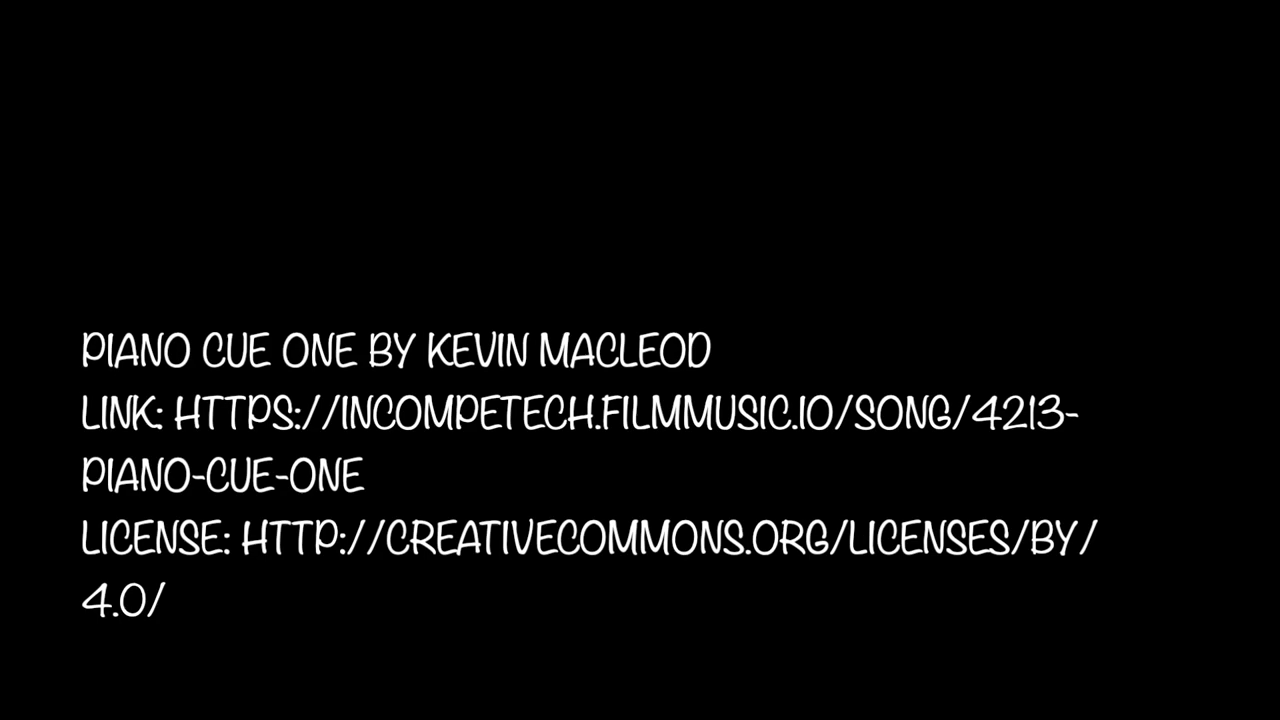 PIANO CUE ONE BY KEVIN MACLEOD
LINK: HTTPS://INCOMPETECH.FILMMUSIC.IO/SONG/4213-
PIANO-CUE-ONE
LICENSE: HTTP://CREATIVECOMMONS.ORG/LICENSES/BY/
4.0/